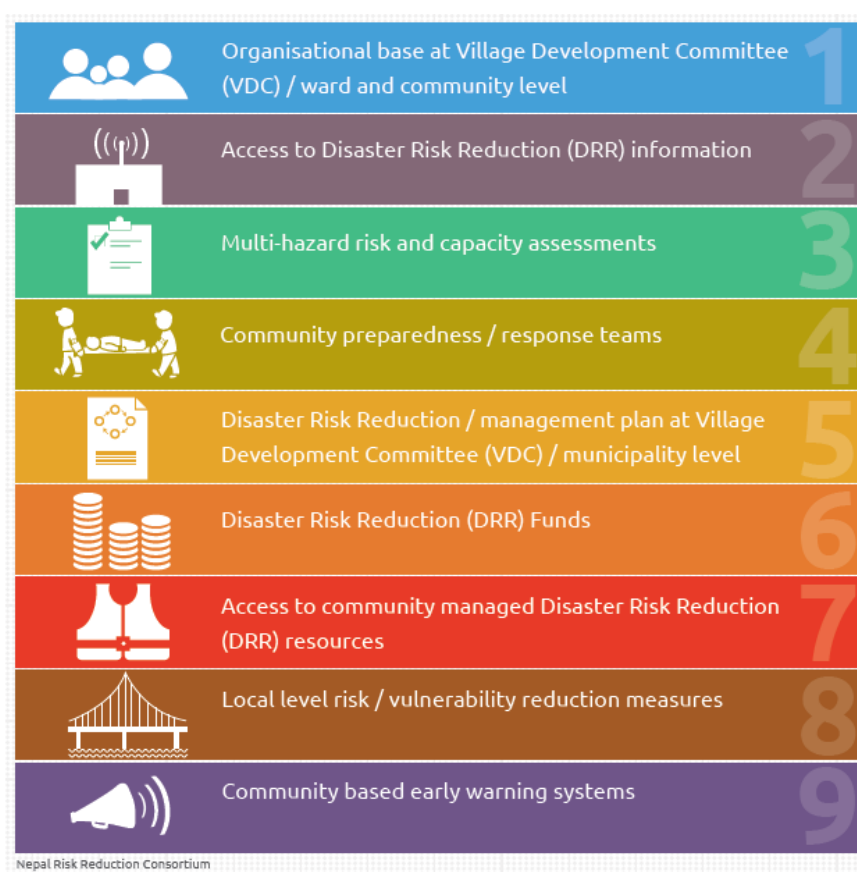 Organisational base at Village Development Committee
(VDC) / ward and community level
1
Access to Disaster Risk Reduction (DRR) information
2
Multi-hazard risk and capacity assessments
3
Community preparedness / response teams
4
Disaster Risk Reduction / management plan at Village
Development Committee (VDC) / municipality level
5
Disaster Risk Reduction (DRR) Funds
6
Access to community managed Disaster Risk Reduction
(DRR) resources
7
Local level risk / vulnerability reduction measures
8
Community based early warning systems
9
Nepal Risk Reduction Consortium